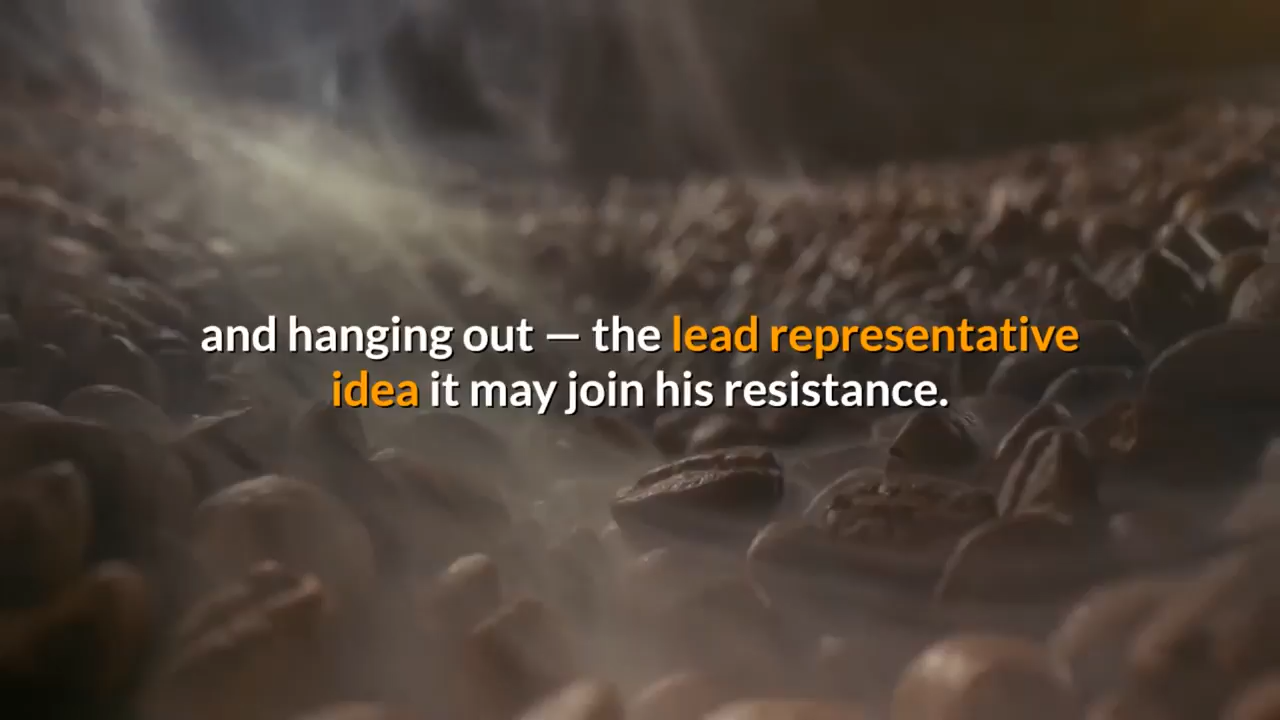 and hanging out — the lead representative
idea it may join his resistance.